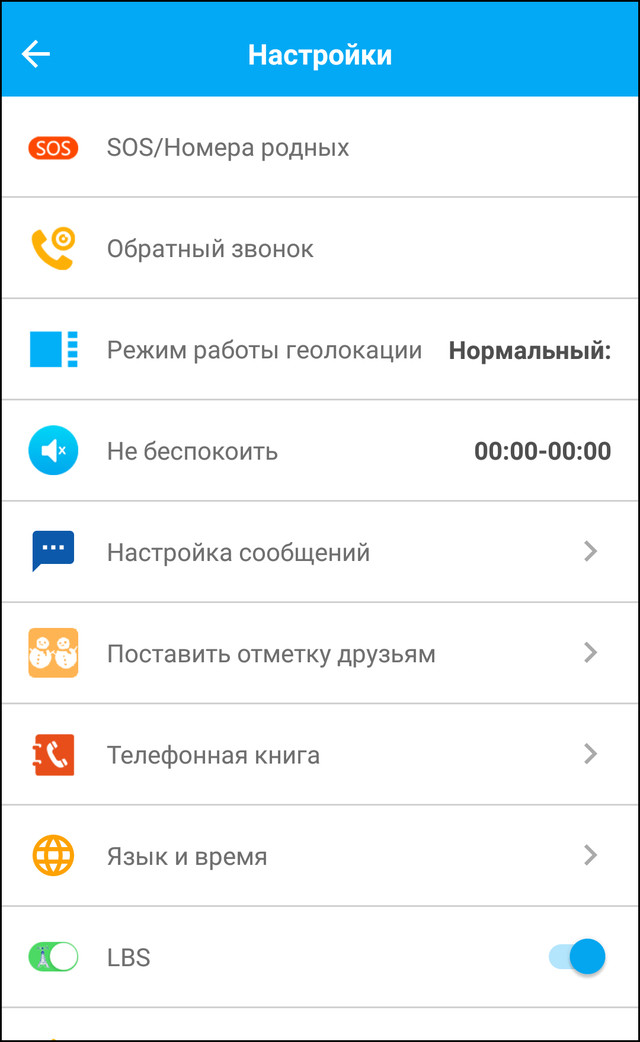 Настройки
SOS SOS/Номера родных
Обратный звонок
Режим работы геолокации Нормальный:
Не беспокоить 00:00-00:00
Настройка сообщений
Поставить отметку друзьям
Телефонная книга
Язык и время
LBS